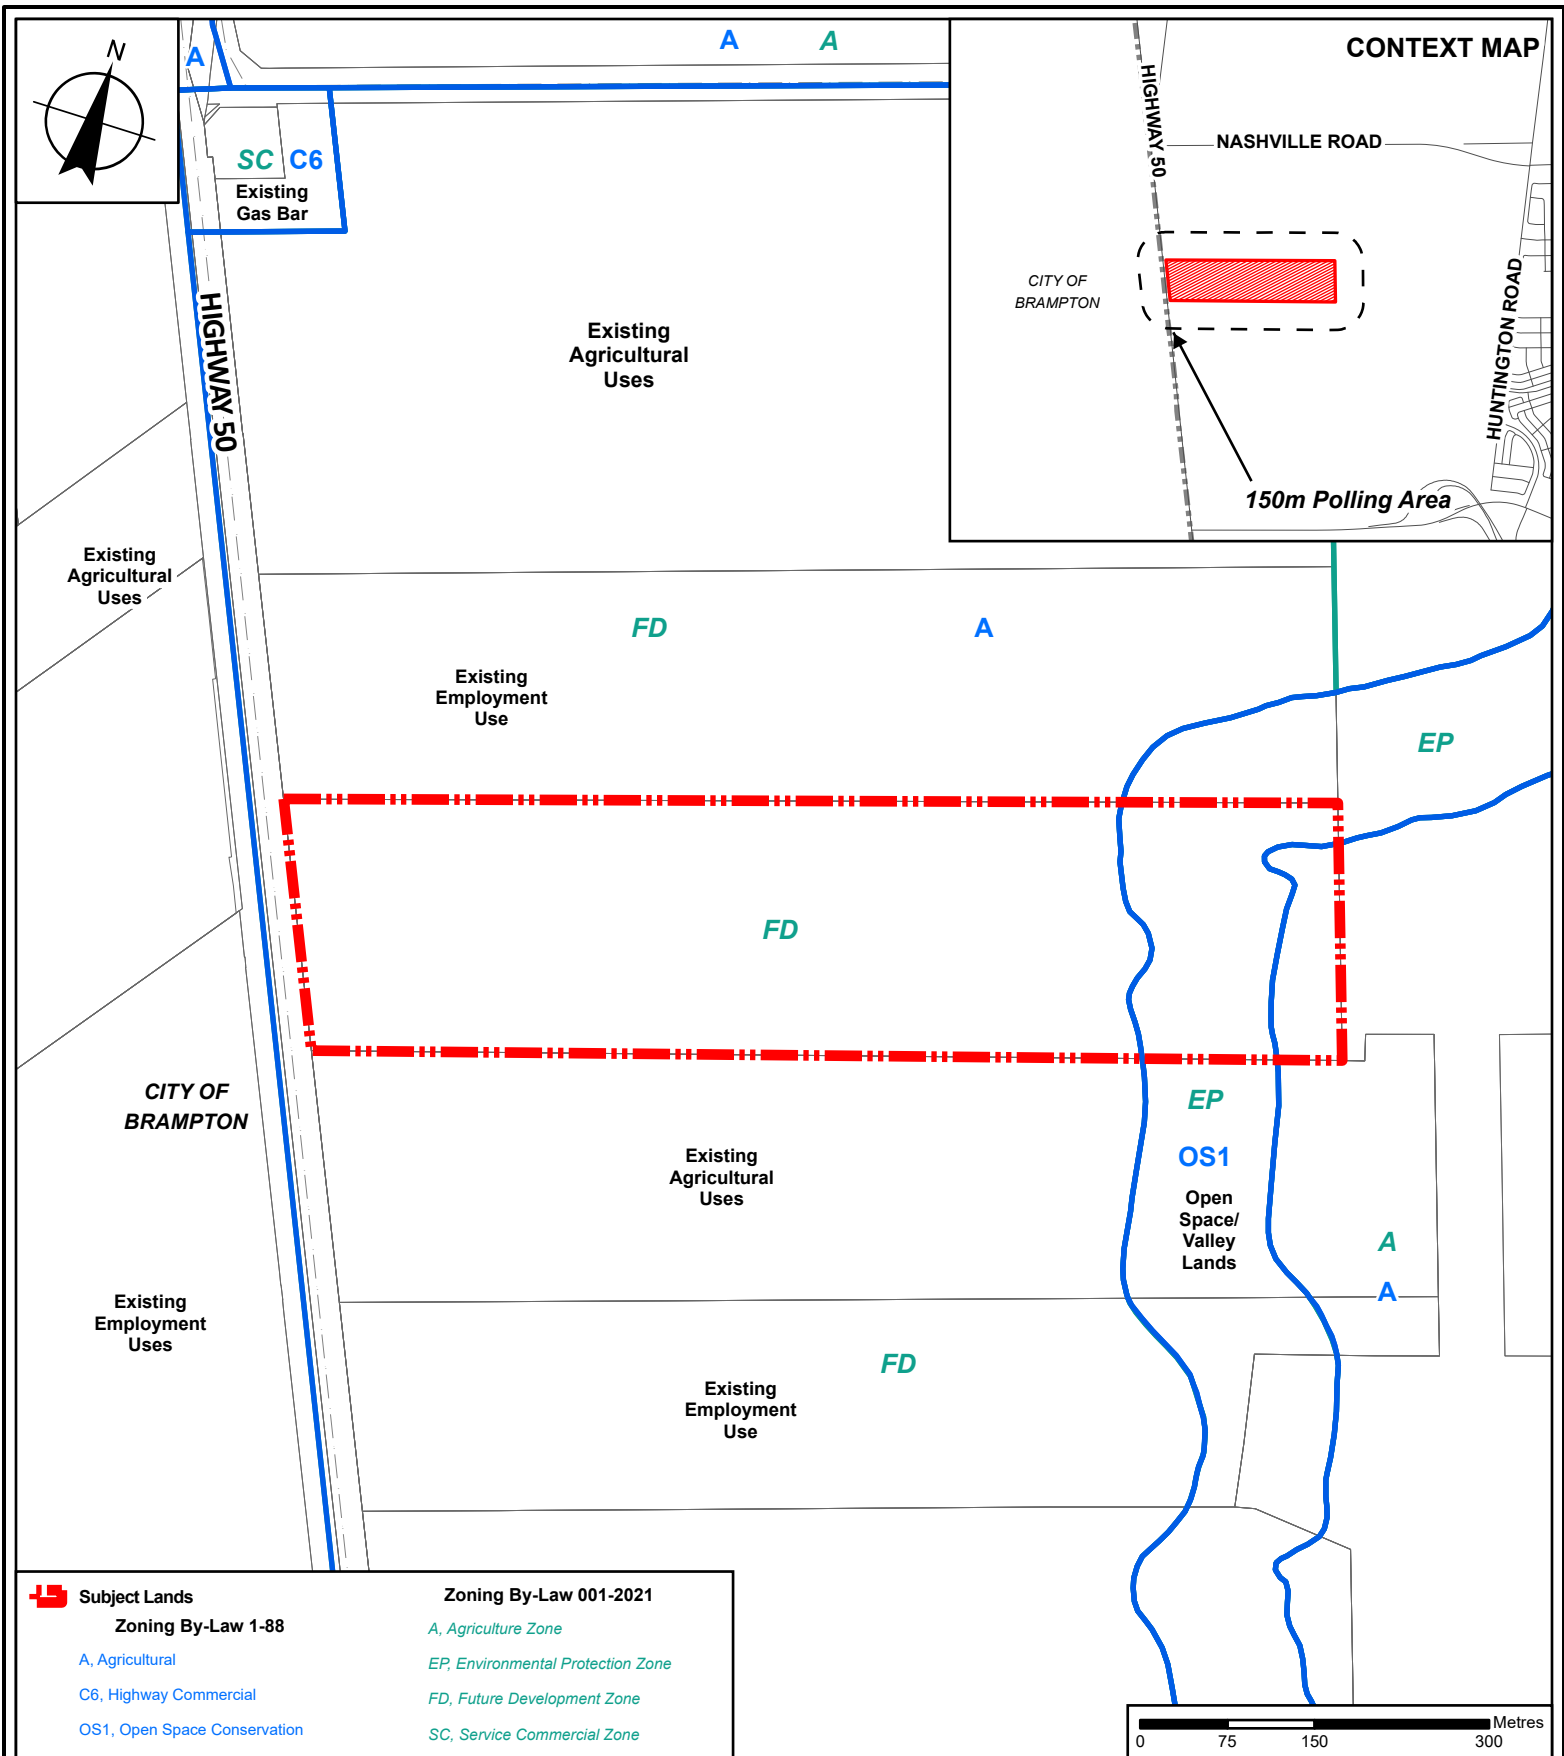 N
A
A
A
CONTEXT MAP
HIGHWAY 50
NASHVILLE ROAD
CITY OF
BRAMPTON
HUNTINGTON ROAD
150m Polling Area
SC C6
Existing
Gas Bar
HIGHWAY 50
Existing
Agricultural
Uses
Existing
Agricultural
Uses
FD
A
Existing
Employment
Use
EP
FD
CITY OF
BRAMPTON
EP
Existing
Agricultural
Uses
OS1
Open
Space/
Valley
Lands
A
A
Existing
Employment
Uses
FD
Existing
Employment
Use
Subject Lands
Zoning By-Law 1-88
A, Agricultural
C6, Highway Commercial
OS1, Open Space Conservation
Zoning By-Law 001-2021
A, Agriculture Zone
EP, Environmental Protection Zone
FD, Future Development Zone
SC, Service Commercial Zone
Metres
0 75 150 300